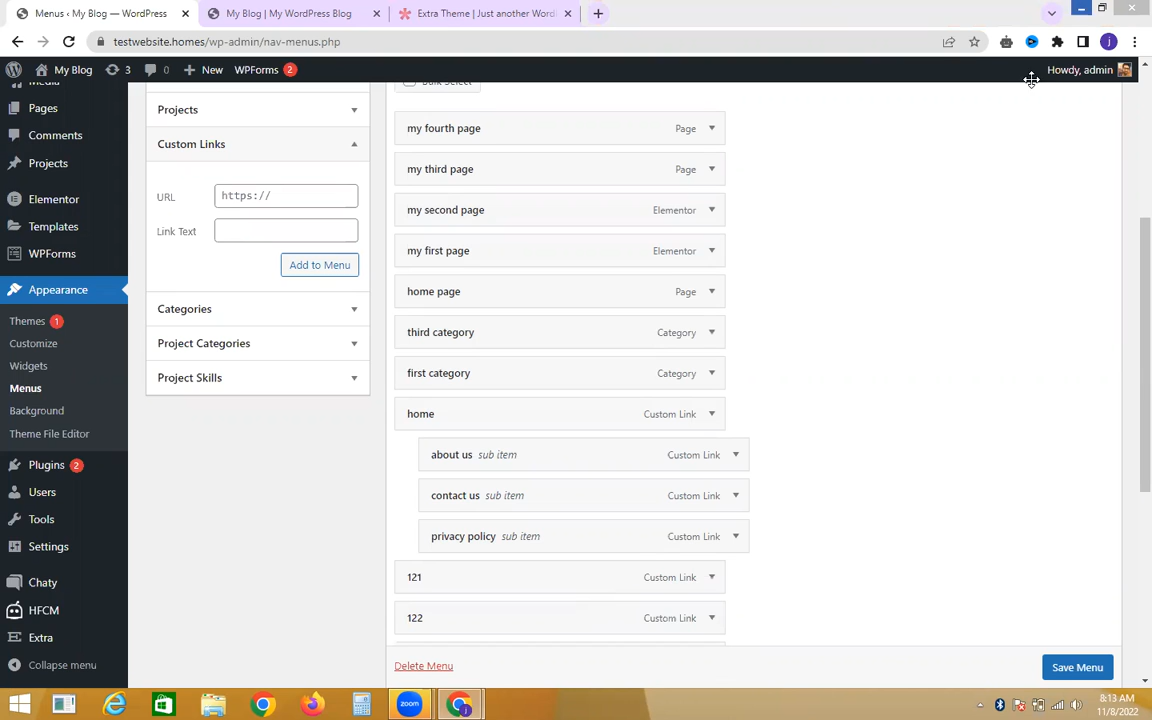 Menus ‹ My Blog — WordPress
My Blog | My WordPress Blog
Extra Theme | Just another Word
testwebsite.homes/wp-admin/nav-menus.php
j
My Blog
3
0
New
WPForms 2
Howdy, admin
Media
Pages
Comments
Projects
Elementor
Templates
WPForms
Appearance
Themes 1
Customize
Widgets
Menus
Background
Theme File Editor
Plugins 2
Users
Tools
Settings
Chaty
HFCM
Extra
Collapse menu
Projects
Custom Links
URL https://
Link Text
Add to Menu
Categories
Project Categories
Project Skills
Bulk Select
my fourth page Page
my third page Page
my second page Elementor
my first page Elementor
home page Page
third category Category
first category Category
home Custom Link
about us sub item Custom Link
contact us sub item Custom Link
privacy policy sub item Custom Link
121 Custom Link
122 Custom Link
Delete Menu
Save Menu
zoom
j
8:13 AM
11/8/2022